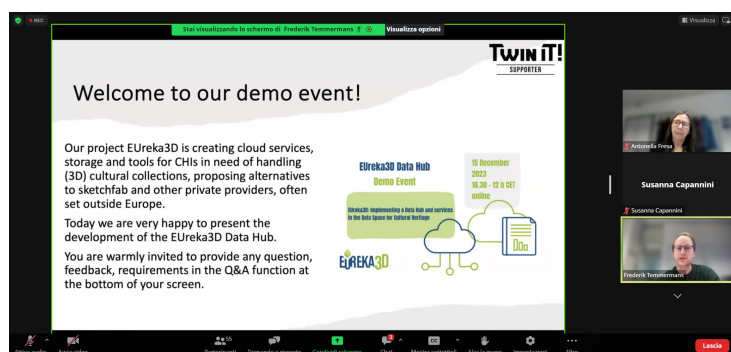 REC
Stai visualizzando lo schermo di Frederik Temmermans
Visualizza opzioni
Visualizza
TWIN iT!
SUPPORTER
Welcome to our demo event!
Our project EUreka3D is creating cloud services,
storage and tools for CHIs in need of handling
(3D) cultural collections, proposing alternatives
to sketchfab and other private providers, often
set outside Europe.
Today we are very happy to present the
development of the EUreka3D Data Hub.
You are warmly invited to provide any question,
feedback, requirements in the Q&A function at
the bottom of your screen.
EUreka3D Data Hub
Demo Event
15 December
2023
10.30 - 12 h CET
online
EUreka3D: Implementing a Data Hub and services
in the Data Space for Cultural Heritage
EUREKA3D
Antonella Fresa
Susanna Capannini
Susanna Capannini
Frederik Temmermans
55
CC
Lascia